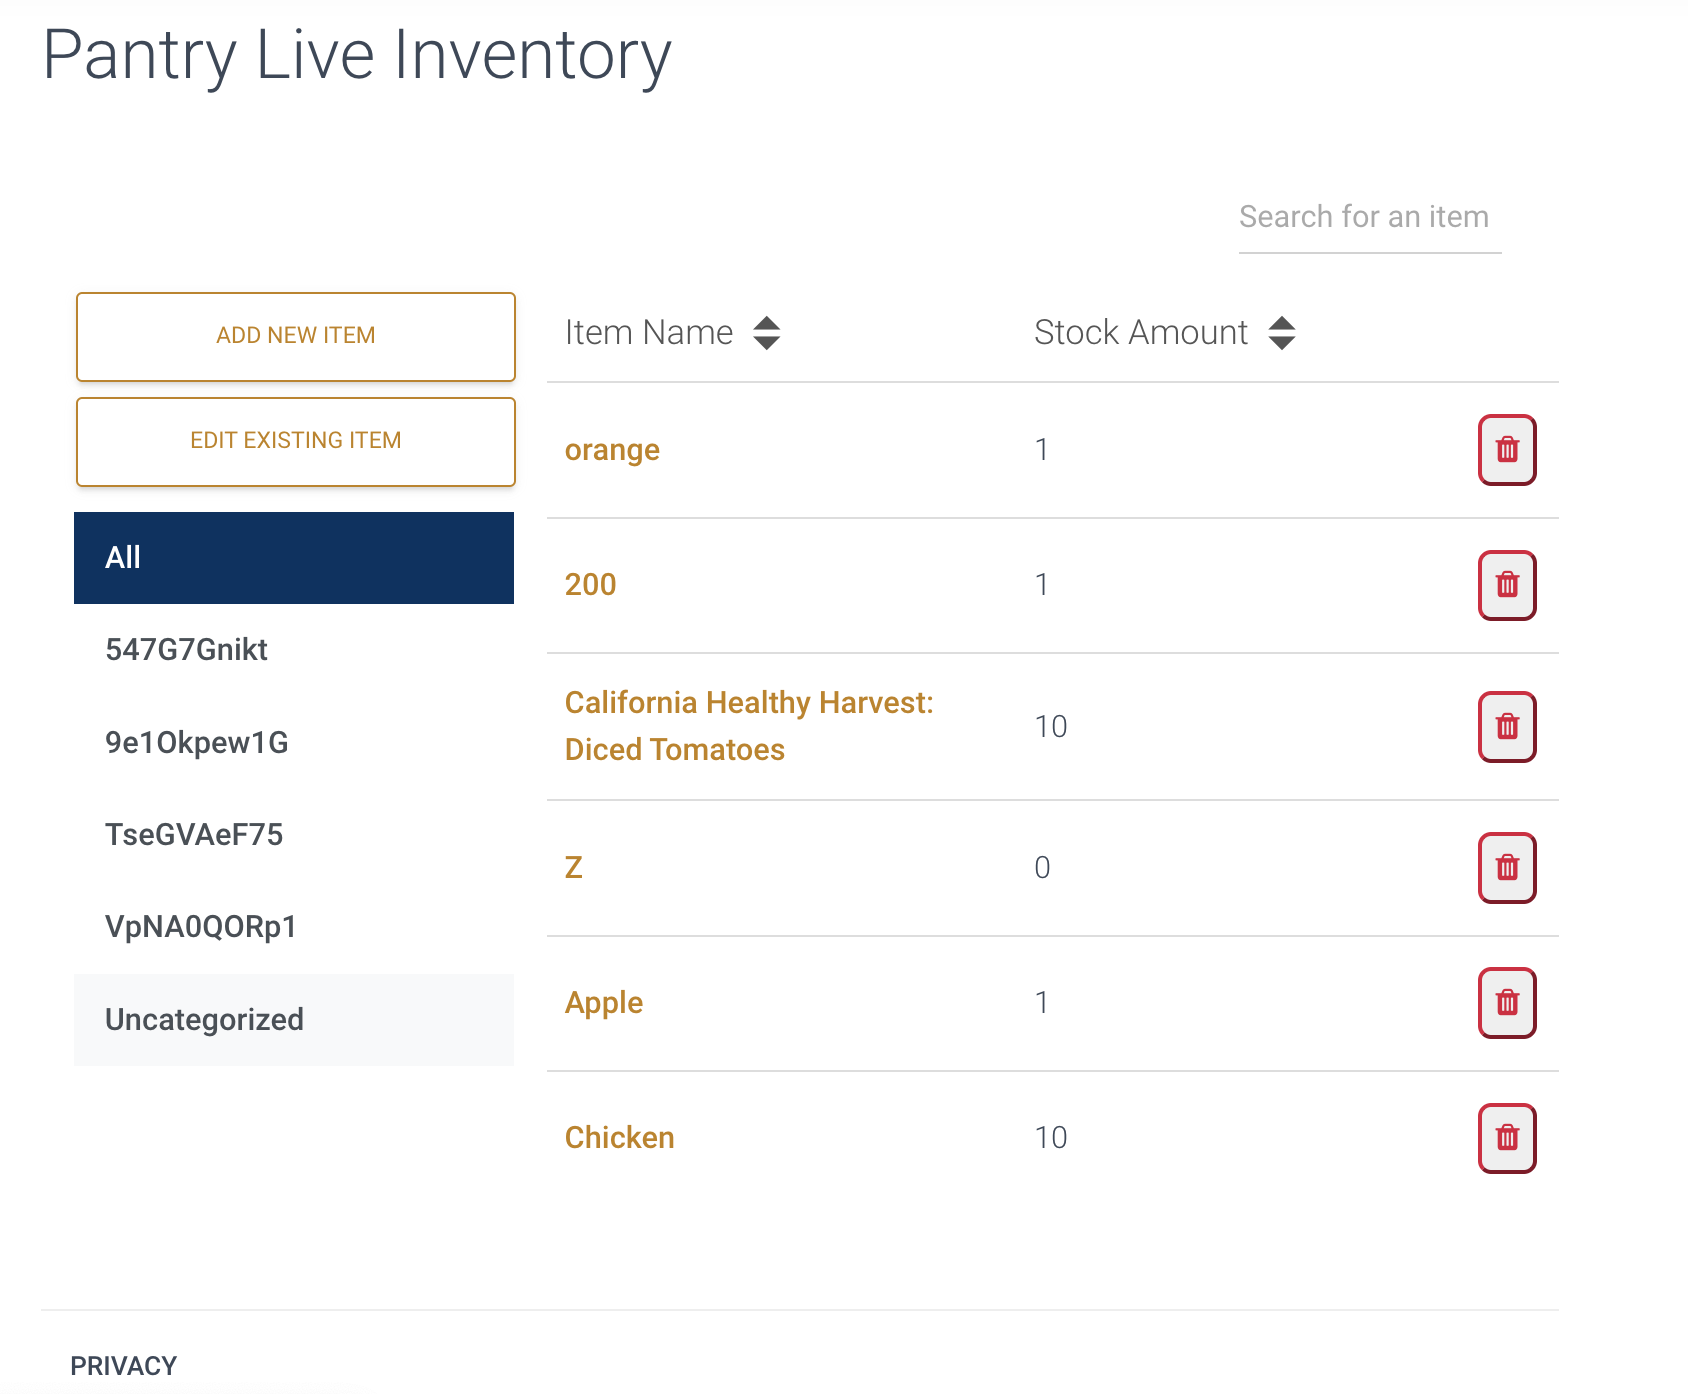 Pantry Live Inventory
Search for an item
ADD NEW ITEM
EDIT EXISTING ITEM
All
547G7Gnikt
9e1Okpew1G
TseGVAeF75
VpNA0QORp1
Uncategorized
Item Name Stock Amount
orange 1
200 1
California Healthy Harvest:
Diced Tomatoes 10
Z 0
Apple 1
Chicken 10
PRIVACY